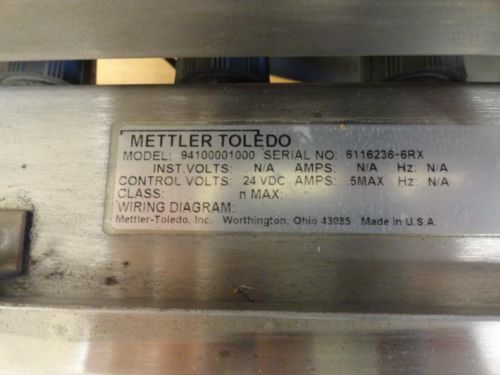 METTLER TOLEDO
MODEL: 94100001000 SERIAL NO: 6116236-6RX
INST.VOLTS: N/A AMPS: N/A Hz: N/A
CONTROL VOLTS: 24 VDC AMPS: .5MAX Hz: N/A
CLASS: n MAX:
WIRING DIAGRAM:
Mettler-Toledo, Inc. Worthington, Ohio 43085 Made in U.S.A.